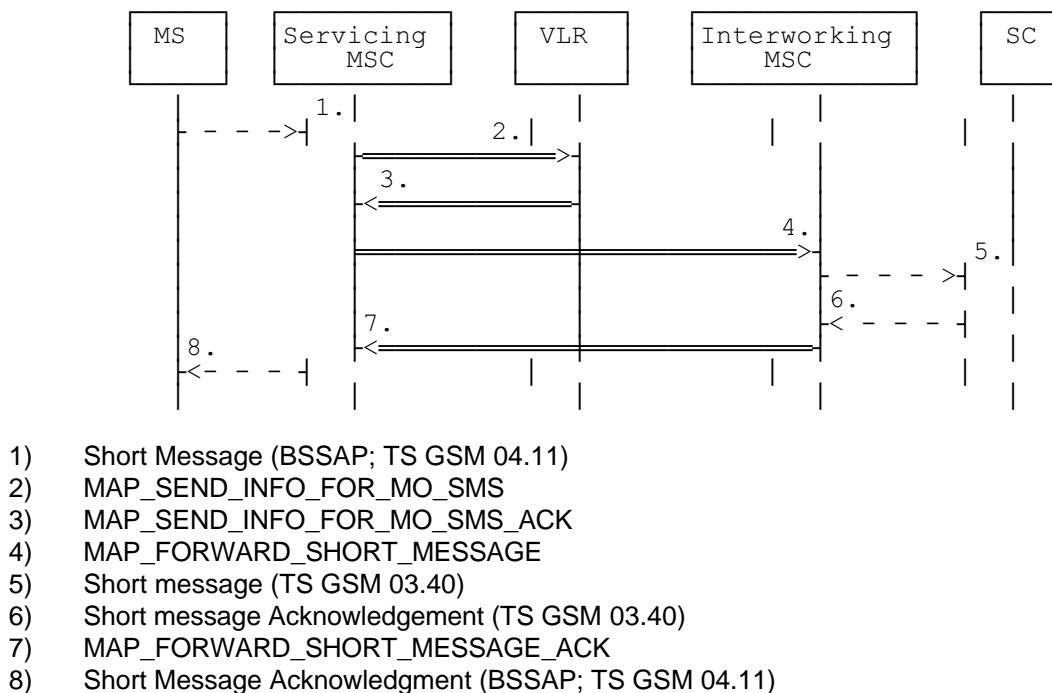 MS Servicing VLR Interworking SC
MSC MSC
1.
2.
3.
4.
5.
6.
7.
8.
1) Short Message (BSSAP; TS GSM 04.11)
2) MAP_SEND_INFO_FOR_MO_SMS
3) MAP_SEND_INFO_FOR_MO_SMS_ACK
4) MAP_FORWARD_SHORT_MESSAGE
5) Short message (TS GSM 03.40)
6) Short message Acknowledgement (TS GSM 03.40)
7) MAP_FORWARD_SHORT_MESSAGE_ACK
8) Short Message Acknowledgment (BSSAP; TS GSM 04.11)